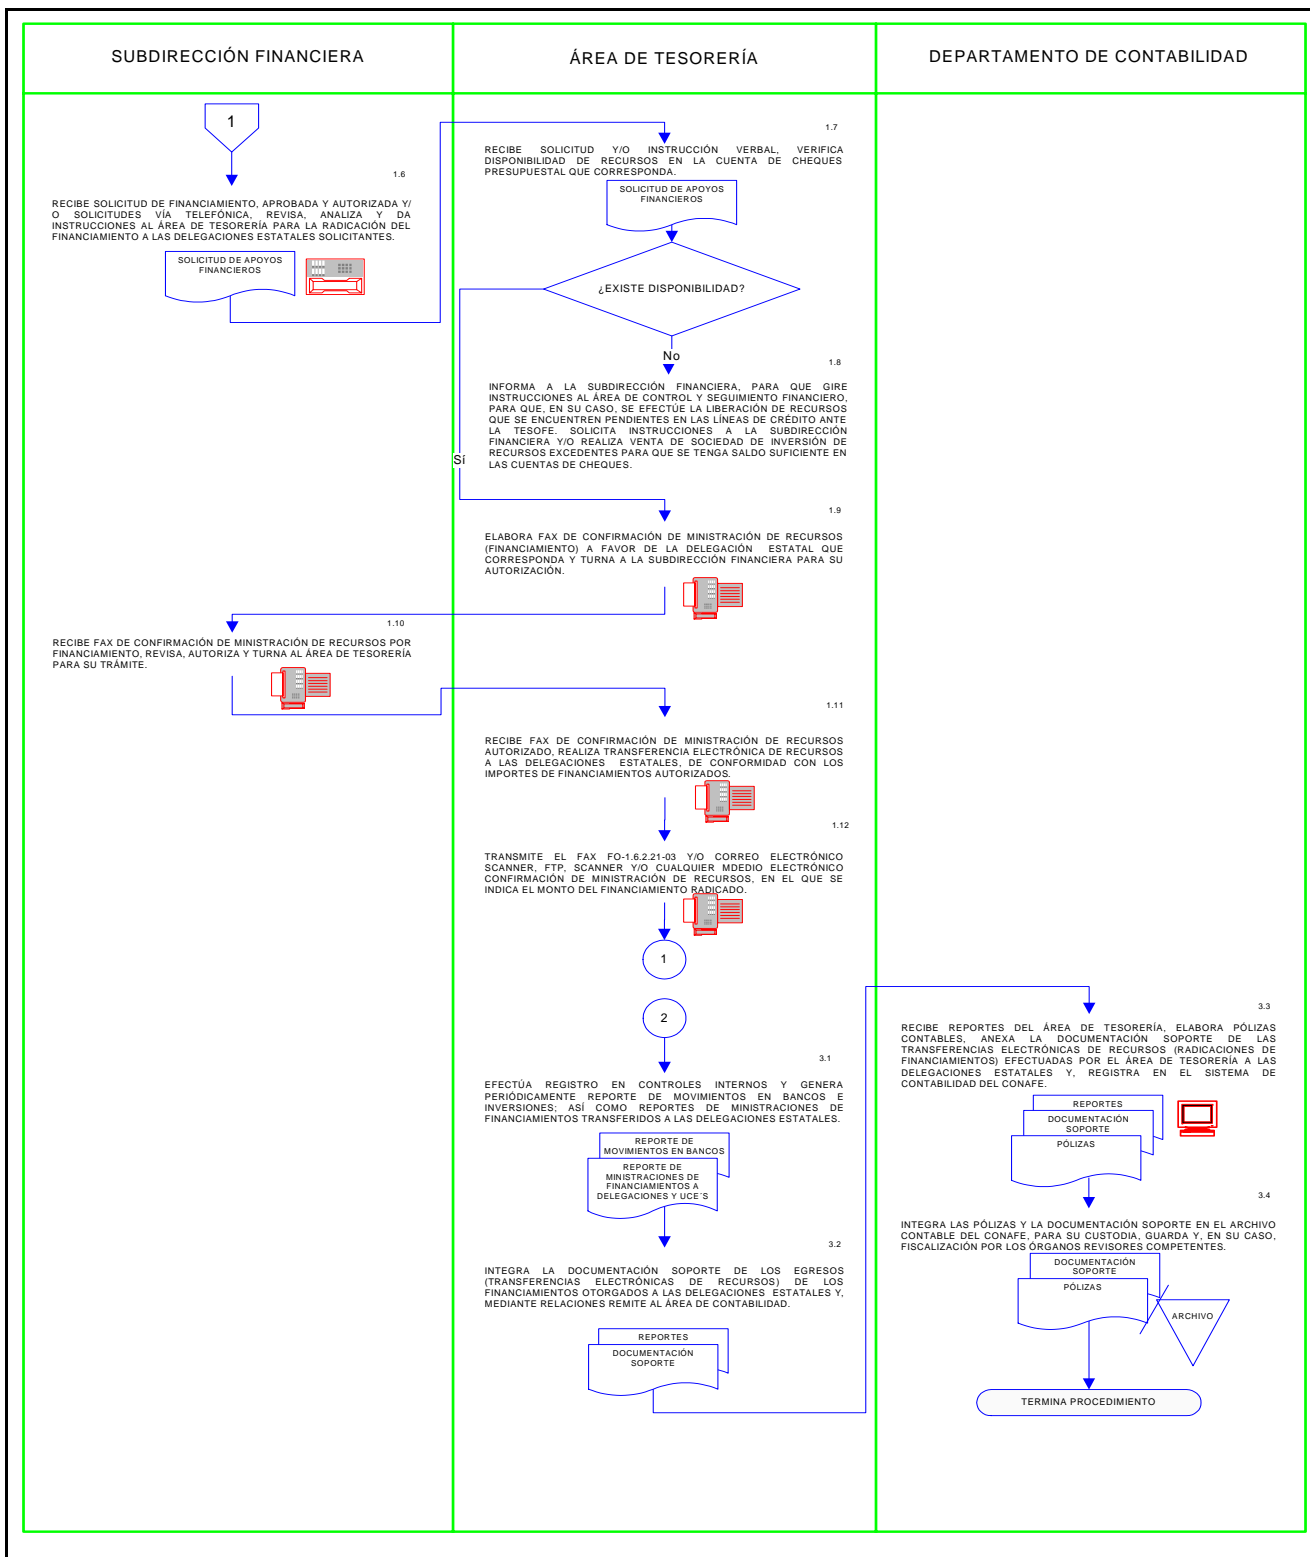 SUBDIRECCIÓN FINANCIERA
ÁREA DE TESORERÍA
DEPARTAMENTO DE CONTABILIDAD
1
1.6
RECIBE SOLICITUD DE FINANCIAMIENTO, APROBADA Y AUTORIZADA Y/
O SOLICITUDES VÍA TELEFÓNICA, REVISA, ANALIZA Y DA
INSTRUCCIONES AL ÁREA DE TESORERÍA PARA LA RADICACIÓN DEL
FINANCIAMIENTO A LAS DELEGACIONES ESTATALES SOLICITANTES.
SOLICITUD DE APOYOS
FINANCIEROS
1.7
RECIBE SOLICITUD Y/O INSTRUCCIÓN VERBAL, VERIFICA
DISPONIBILIDAD DE RECURSOS EN LA CUENTA DE CHEQUES
PRESUPUESTAL QUE CORRESPONDA.
SOLICITUD DE APOYOS
FINANCIEROS
¿EXISTE DISPONIBILIDAD?
No
1.8
INFORMA A LA SUBDIRECCIÓN FINANCIERA, PARA QUE GIRE
INSTRUCCIONES AL ÁREA DE CONTROL Y SEGUIMIENTO FINANCIERO,
PARA QUE, EN SU CASO, SE EFECTÚE LA LIBERACIÓN DE RECURSOS
QUE SE ENCUENTREN PENDIENTES EN LAS LÍNEAS DE CRÉDITO ANTE
LA TESOFE. SOLICITA INSTRUCCIONES A LA SUBDIRECCIÓN
FINANCIERA Y/O REALIZA VENTA DE SOCIEDAD DE INVERSIÓN DE
RECURSOS EXCEDENTES PARA QUE SE TENGA SALDO SUFICIENTE EN
LAS CUENTAS DE CHEQUES.
Sí
1.9
ELABORA FAX DE CONFIRMACIÓN DE MINISTRACIÓN DE RECURSOS
(FINANCIAMIENTO) A FAVOR DE LA DELEGACIÓN ESTATAL QUE
CORRESPONDA Y TURNA A LA SUBDIRECCIÓN FINANCIERA PARA SU
AUTORIZACIÓN.
1.10
RECIBE FAX DE CONFIRMACIÓN DE MINISTRACIÓN DE RECURSOS POR
FINANCIAMIENTO, REVISA, AUTORIZA Y TURNA AL ÁREA DE TESORERÍA
PARA SU TRÁMITE.
1.11
RECIBE FAX DE CONFIRMACIÓN DE MINISTRACIÓN DE RECURSOS
AUTORIZADO, REALIZA TRANSFERENCIA ELECTRÓNICA DE RECURSOS
A LAS DELEGACIONES ESTATALES, DE CONFORMIDAD CON LOS
IMPORTES DE FINANCIAMIENTOS AUTORIZADOS.
1.12
TRANSMITE EL FAX FO-1.6.2.21-03 Y/O CORREO ELECTRÓNICO
SCANNER, FTP, SCANNER Y/O CUALQUIER MDEDIO ELECTRÓNICO
CONFIRMACIÓN DE MINISTRACIÓN DE RECURSOS, EN EL QUE SE
INDICA EL MONTO DEL FINANCIAMIENTO RADICADO.
1
2
3.1
EFECTÚA REGISTRO EN CONTROLES INTERNOS Y GENERA
PERIÓDICAMENTE REPORTE DE MOVIMIENTOS EN BANCOS E
INVERSIONES; ASÍ COMO REPORTES DE MINISTRACIONES DE
FINANCIAMIENTOS TRANSFERIDOS A LAS DELEGACIONES ESTATALES.
REPORTE DE
MOVIMIENTOS EN BANCOS
REPORTE DE
MINISTRACIONES DE
FINANCIAMIENTOS A
DELEGACIONES Y UCE´S
3.2
INTEGRA LA DOCUMENTACIÓN SOPORTE DE LOS EGRESOS
(TRANSFERENCIAS ELECTRÓNICAS DE RECURSOS) DE LOS
FINANCIAMIENTOS OTORGADOS A LAS DELEGACIONES ESTATALES Y,
MEDIANTE RELACIONES REMITE AL ÁREA DE CONTABILIDAD.
REPORTES
DOCUMENTACIÓN
SOPORTE
3.3
RECIBE REPORTES DEL ÁREA DE TESORERÍA, ELABORA PÓLIZAS
CONTABLES, ANEXA LA DOCUMENTACIÓN SOPORTE DE LAS
TRANSFERENCIAS ELECTRÓNICAS DE RECURSOS (RADICACIONES DE
FINANCIAMIENTOS) EFECTUADAS POR EL ÁREA DE TESORERÍA A LAS
DELEGACIONES ESTATALES Y, REGISTRA EN EL SISTEMA DE
CONTABILIDAD DEL CONAFE.
REPORTES
DOCUMENTACIÓN
SOPORTE
PÓLIZAS
3.4
INTEGRA LAS PÓLIZAS Y LA DOCUMENTACIÓN SOPORTE EN EL ARCHIVO
CONTABLE DEL CONAFE, PARA SU CUSTODIA, GUARDA Y, EN SU CASO,
FISCALIZACIÓN POR LOS ÓRGANOS REVISORES COMPETENTES.
DOCUMENTACIÓN
SOPORTE
PÓLIZAS
ARCHIVO
TERMINA PROCEDIMIENTO